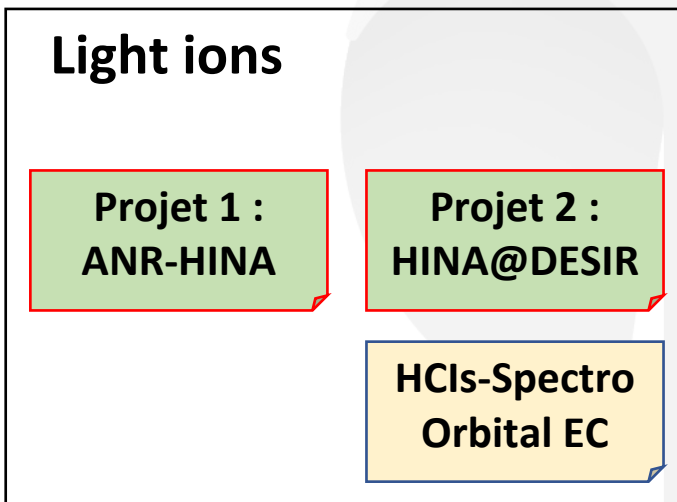 Light ions
Projet 1 :
ANR-HINA
Projet 2 :
HINA@DESIR
HCIs-Spectro
Orbital EC